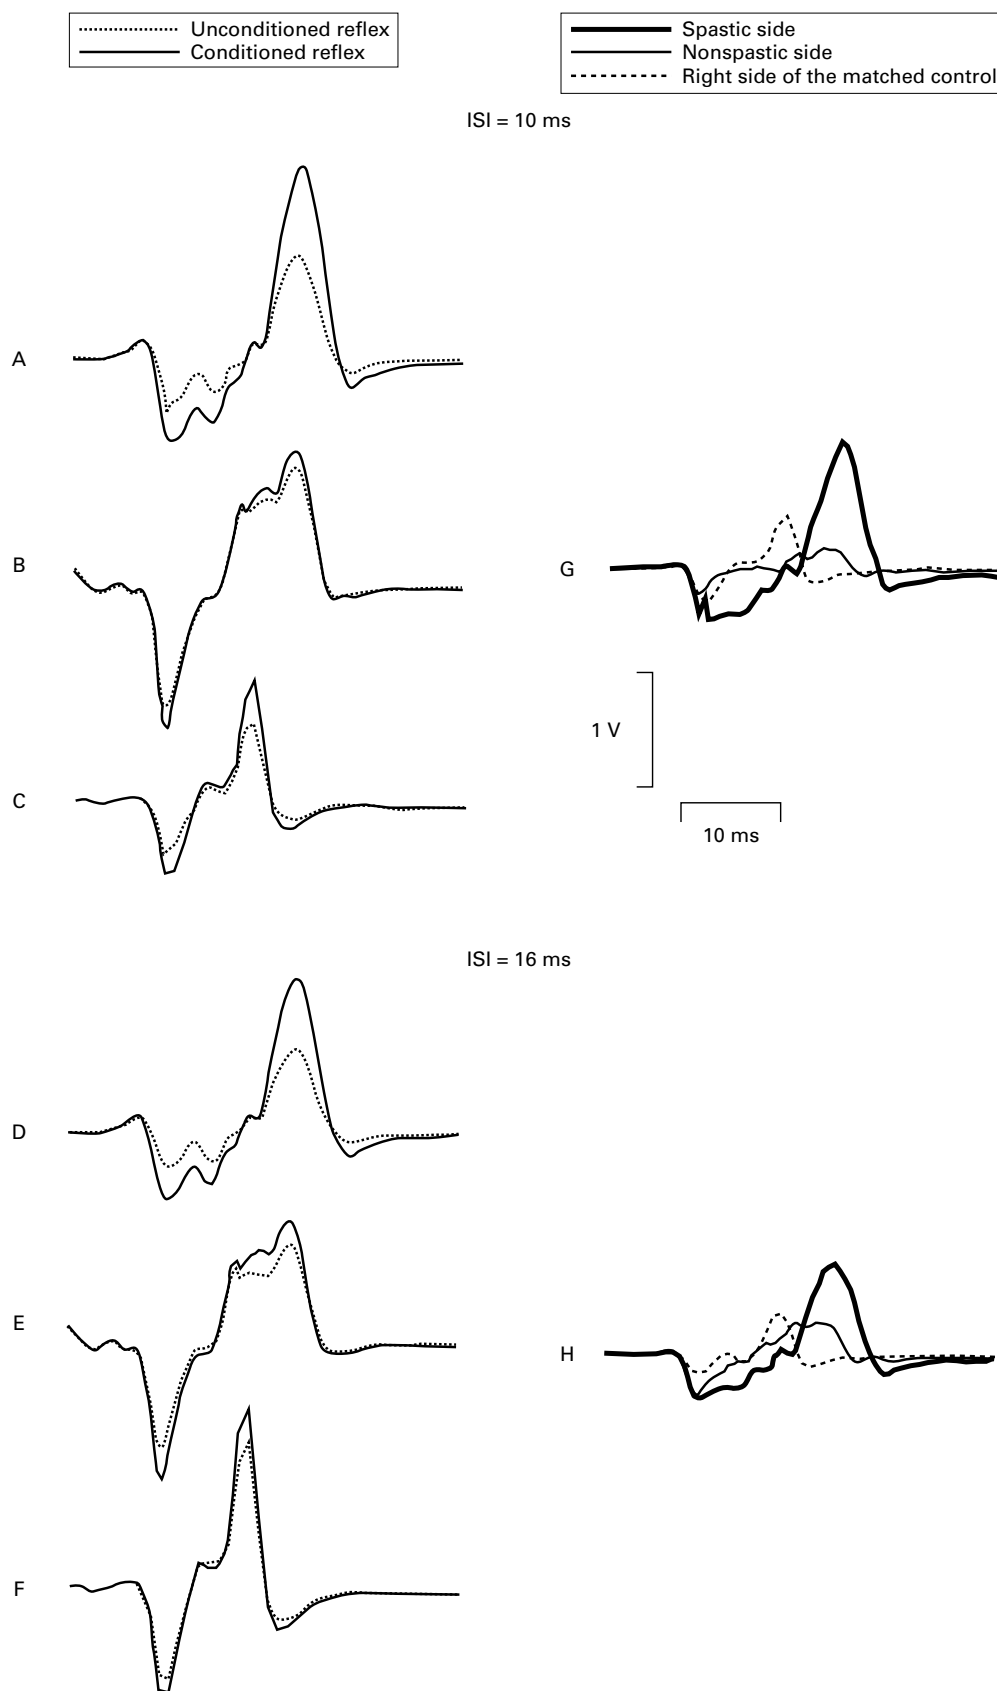 Unconditioned reflex
Conditioned reflex
Spastic side
Nonspastic side
Right side of the matched control
ISI = 10 ms
A
B
C
G
1 V
10 ms
ISI = 16 ms
D
E
F
H